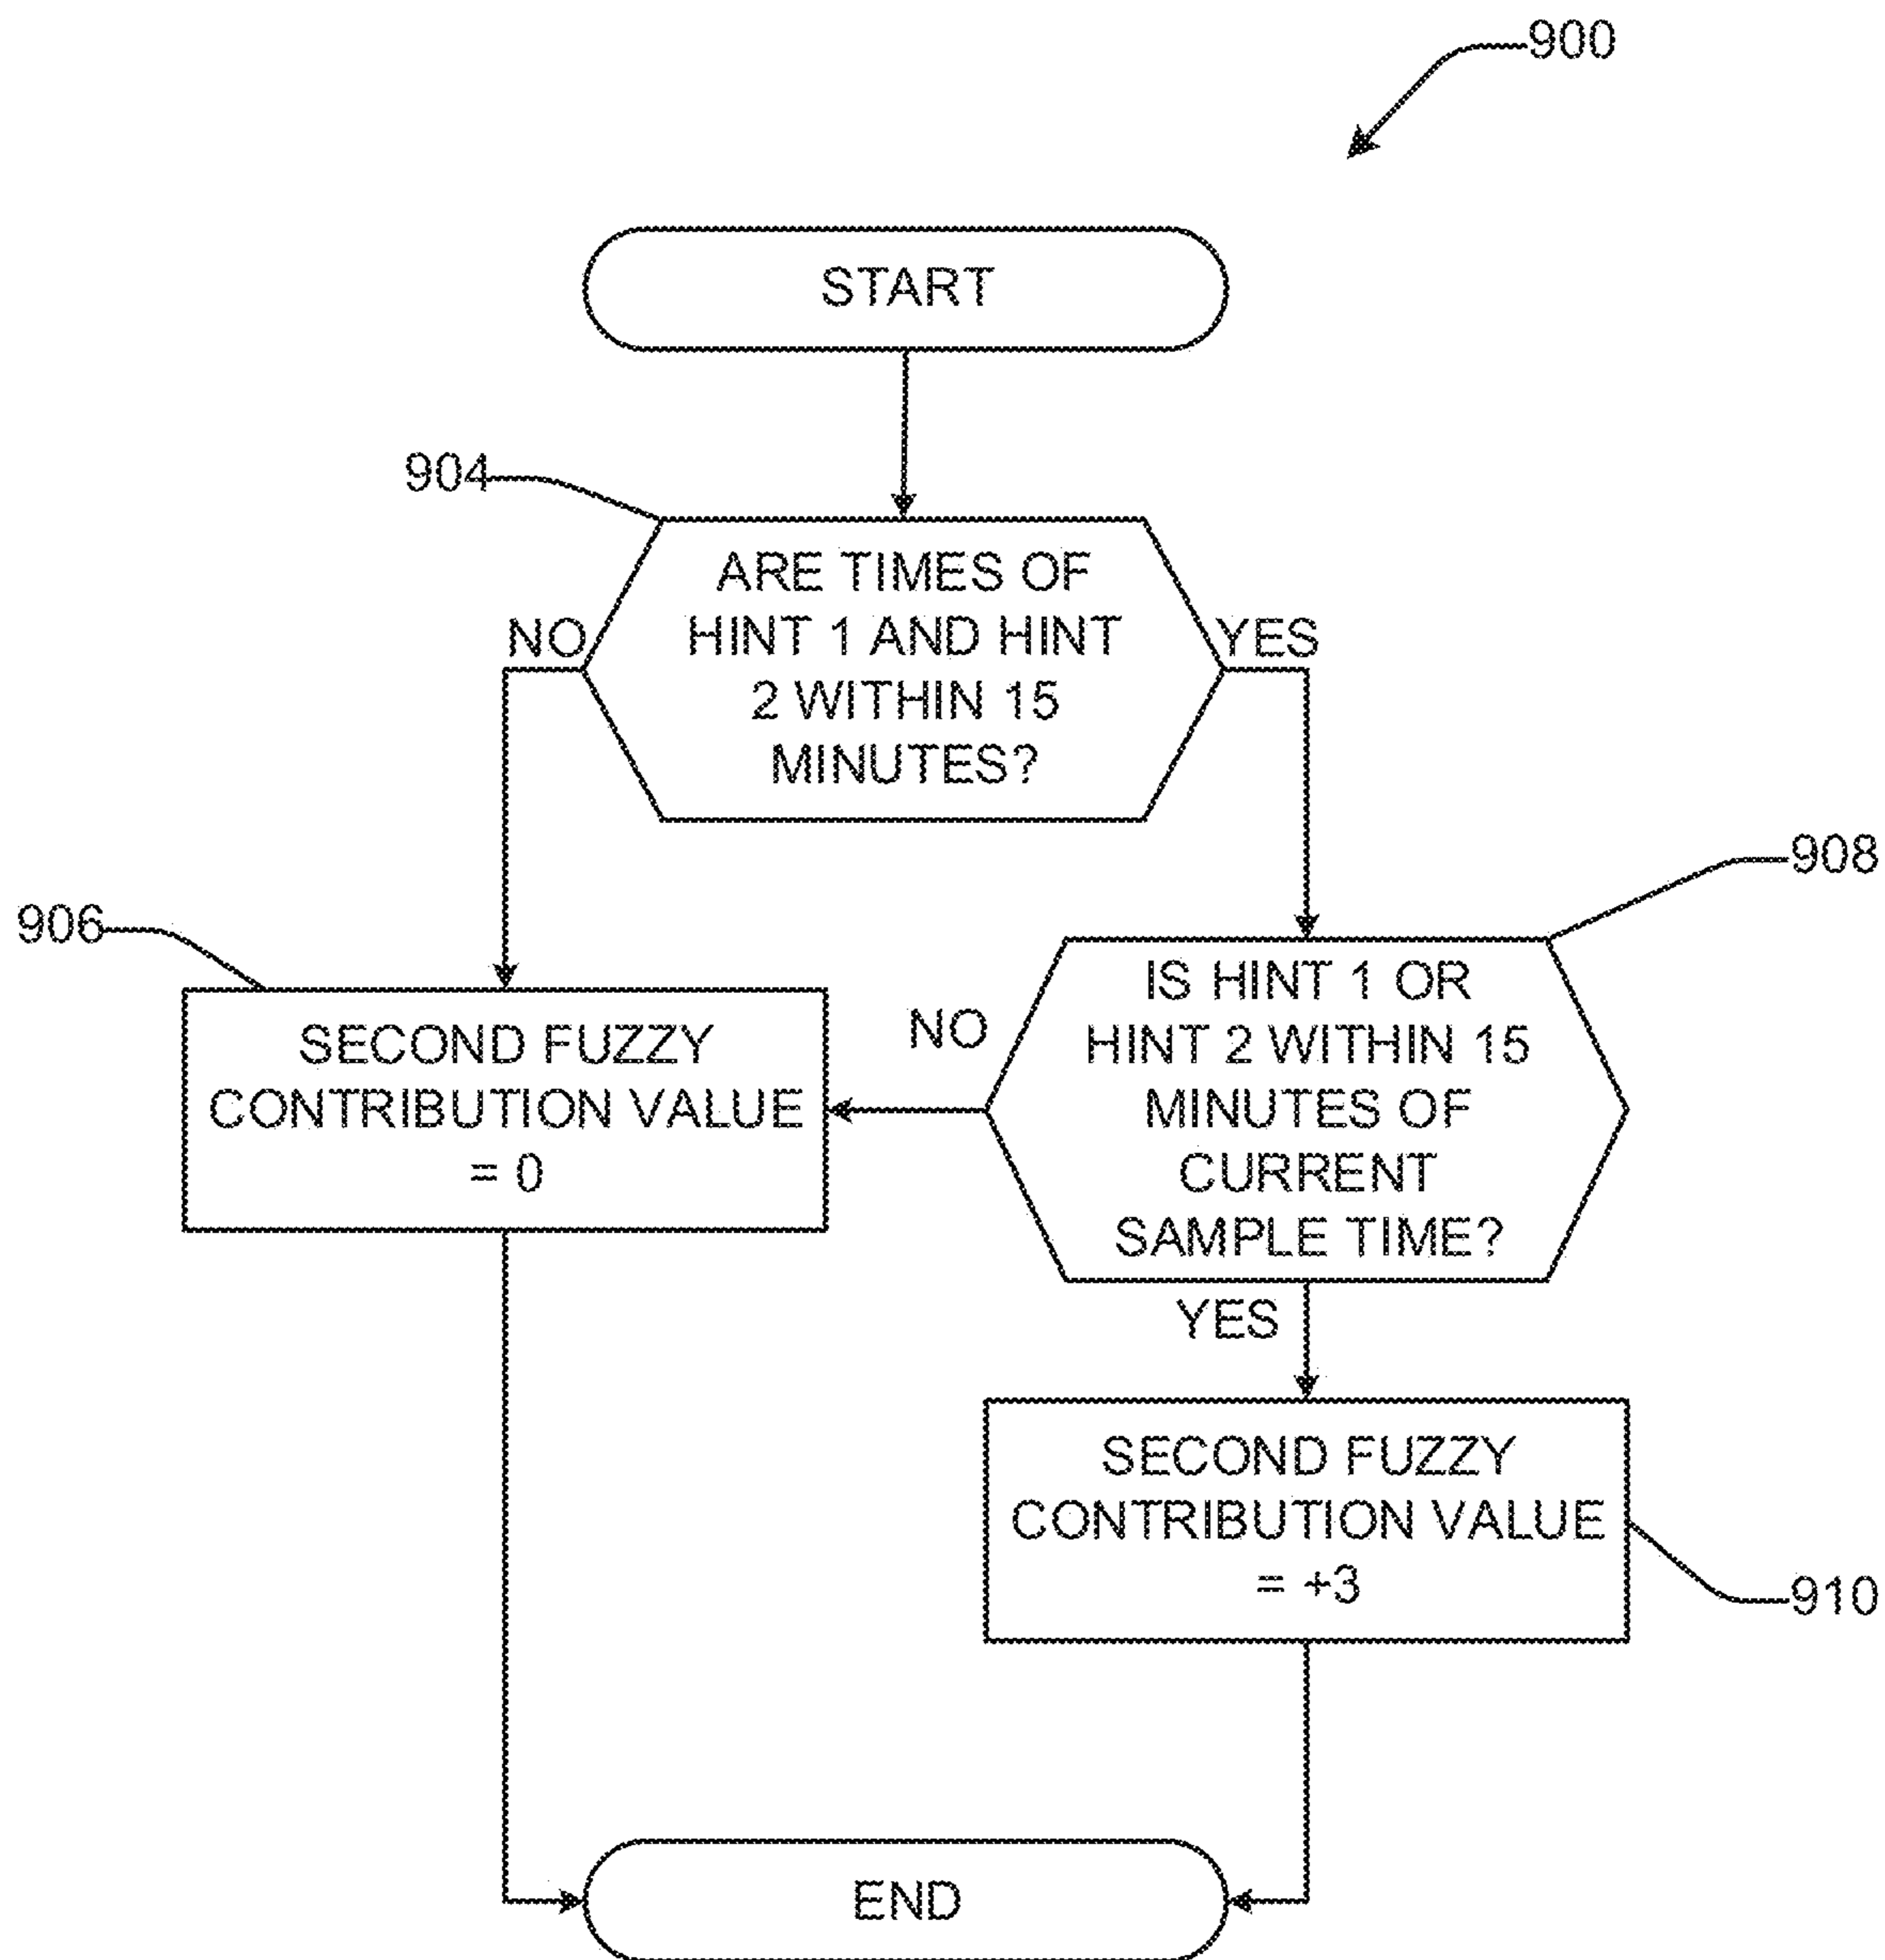 900
START
904
ARE TIMES OF
HINT 1 AND HINT
2 WITHIN 15
MINUTES?
NO
YES
908
906
IS HINT 1 OR
HINT 2 WITHIN 15
MINUTES OF
CURRENT
SAMPLE TIME?
NO
SECOND FUZZY
CONTRIBUTION VALUE
= 0
YES
SECOND FUZZY
CONTRIBUTION VALUE
= +3
910
END